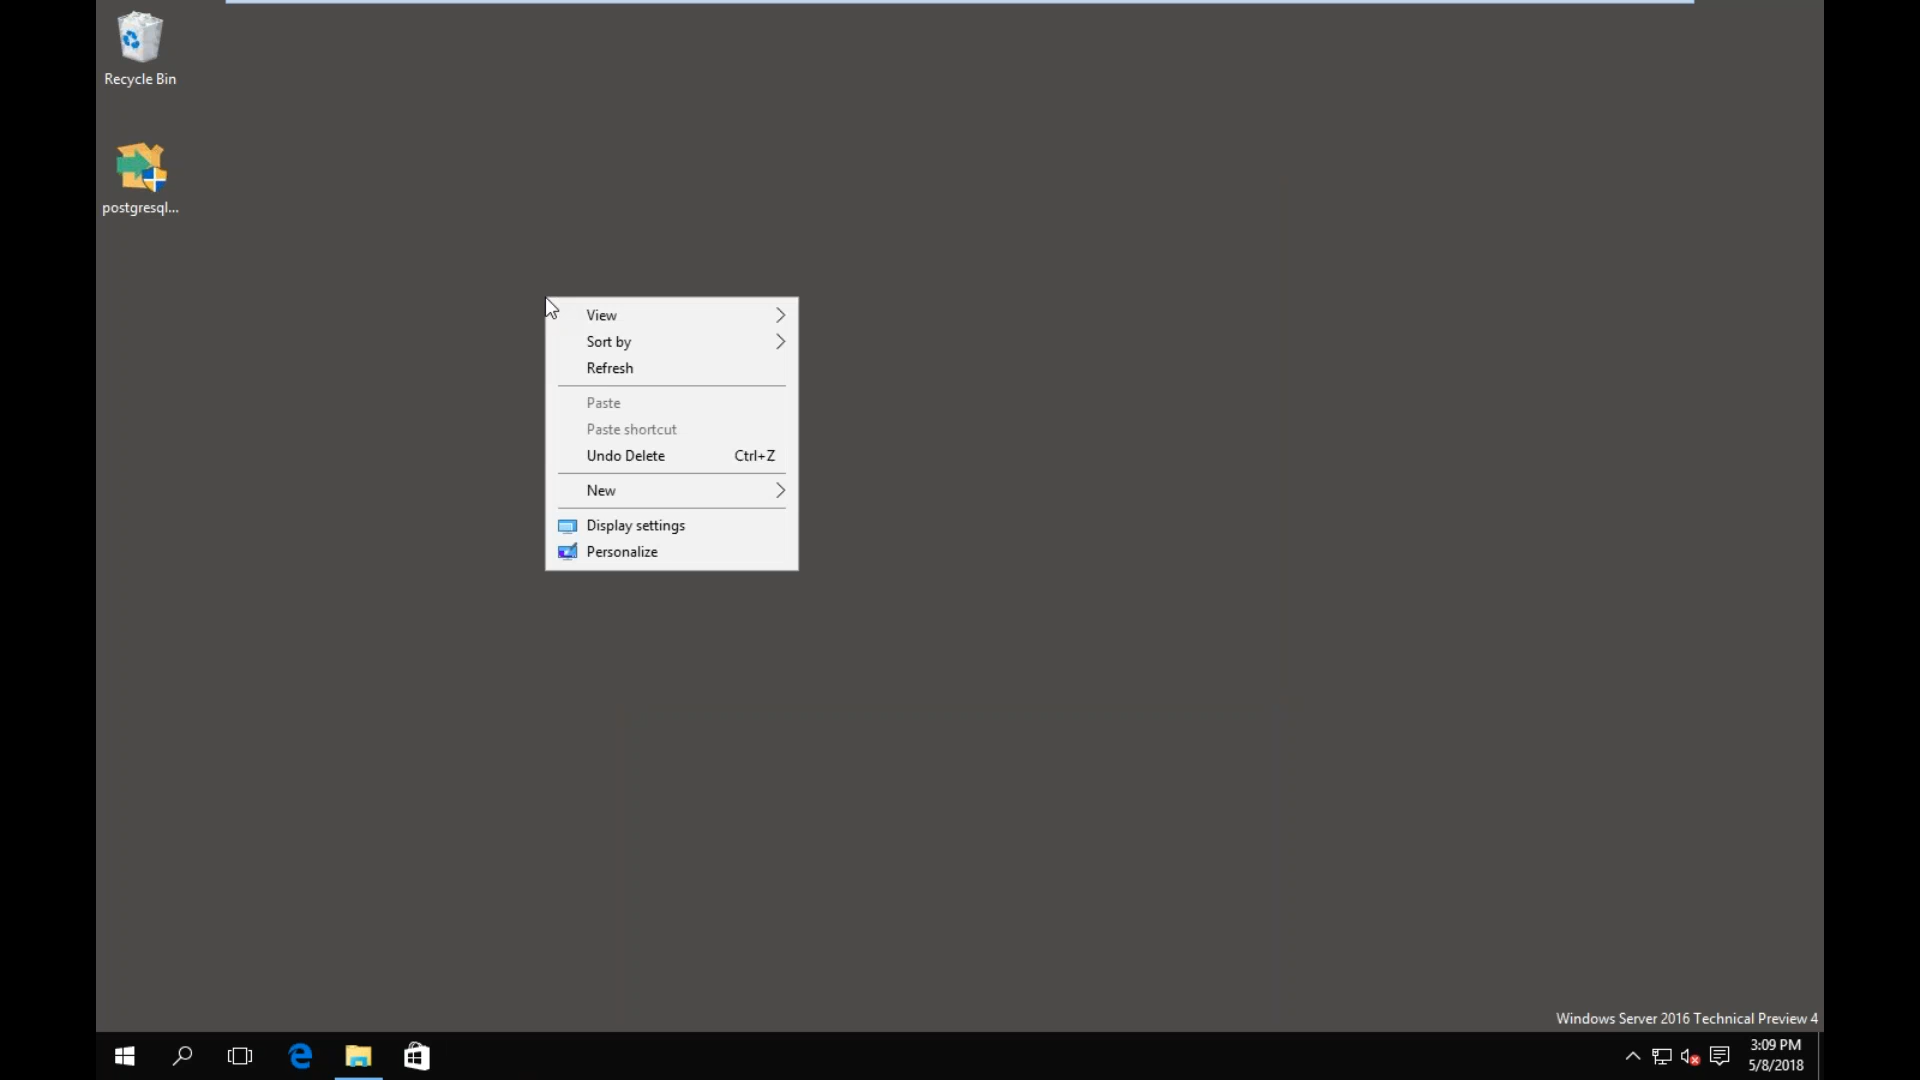 Recycle Bin
postgresql...
View
Sort by
Refresh
Paste
Paste shortcut
Undo Delete Ctrl+Z
New
Display settings
Personalize
Windows Server 2016 Technical Preview 4
3:09 PM
5/8/2018